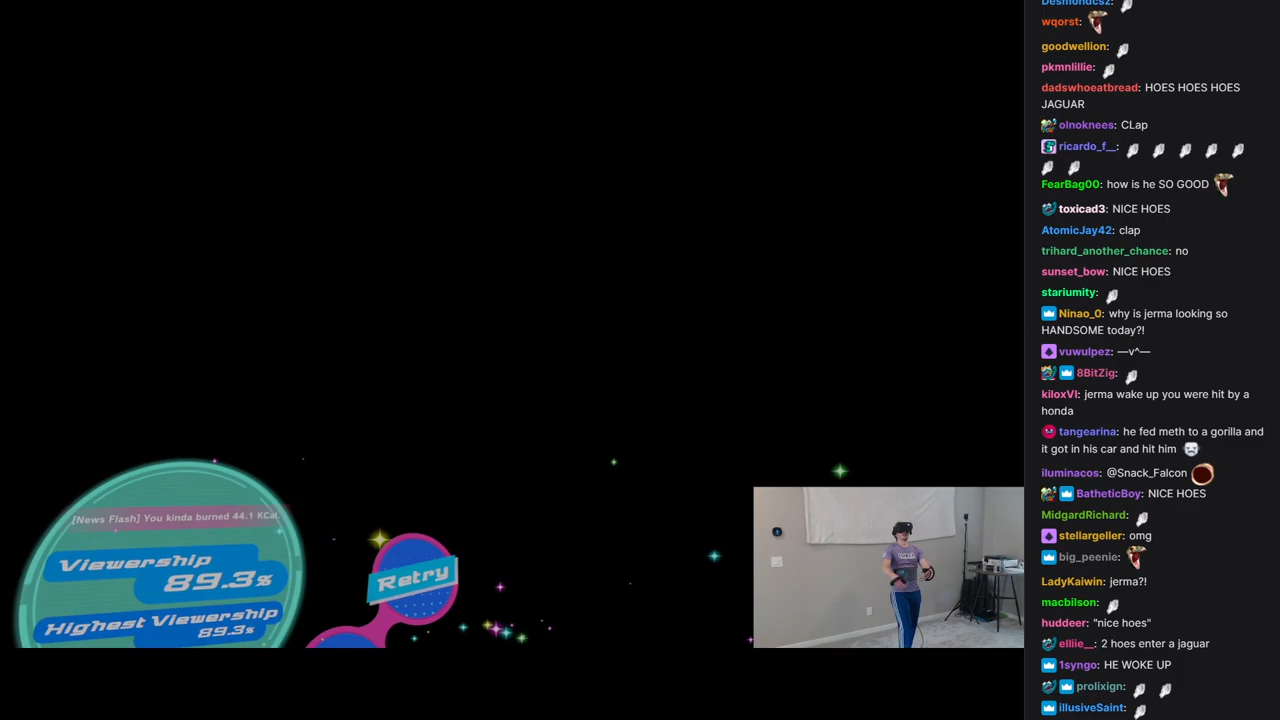 [News Flash] You kinda burned 44.1 KCal
Viewership
89.3%
Highest Viewership
89.3%
Retry
Desmondcsz:
wqorst:
goodwellion:
pkmnlillie:
dadswhoeatbread: HOES HOES HOES
JAGUAR
olnoknees: CLap
ricardo_f__:
FearBag00: how is he SO GOOD
toxicad3: NICE HOES
AtomicJay42: clap
trihard_another_chance: no
sunset_bow: NICE HOES
stariumity:
Ninao_0: why is jerma looking so
HANDSOME today?!
vuwulpez: —v^—
8BitZig:
kiloxVI: jerma wake up you were hit by a
honda
tangearina: he fed meth to a gorilla and
it got in his car and hit him
iluminacos: @Snack_Falcon
BatheticBoy: NICE HOES
MidgardRichard:
stellargeller: omg
big_peenie:
LadyKaiwin: jerma?!
macbilson:
huddeer: "nice hoes"
elliie__: 2 hoes enter a jaguar
1syngo: HE WOKE UP
prolixign:
illusiveSaint: